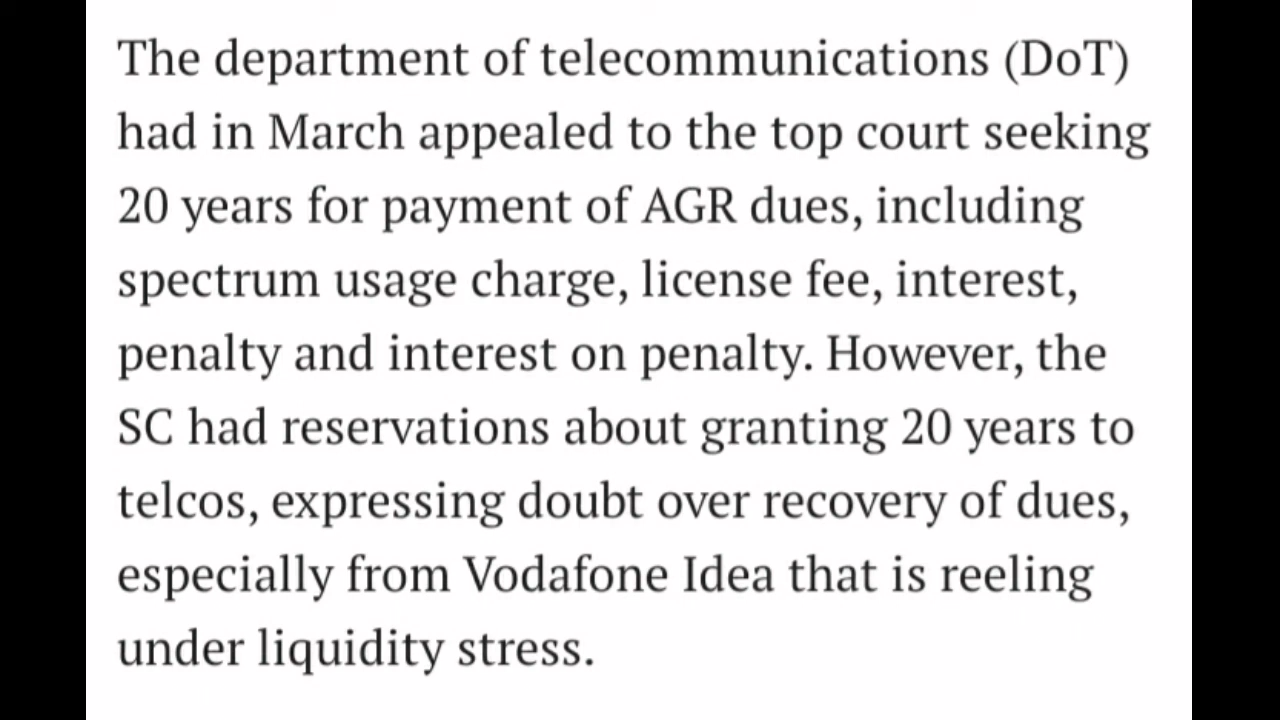 The department of telecommunications (DoT)
had in March appealed to the top court seeking
20 years for payment of AGR dues, including
spectrum usage charge, license fee, interest,
penalty and interest on penalty. However, the
SC had reservations about granting 20 years to
telcos, expressing doubt over recovery of dues,
especially from Vodafone Idea that is reeling
under liquidity stress.